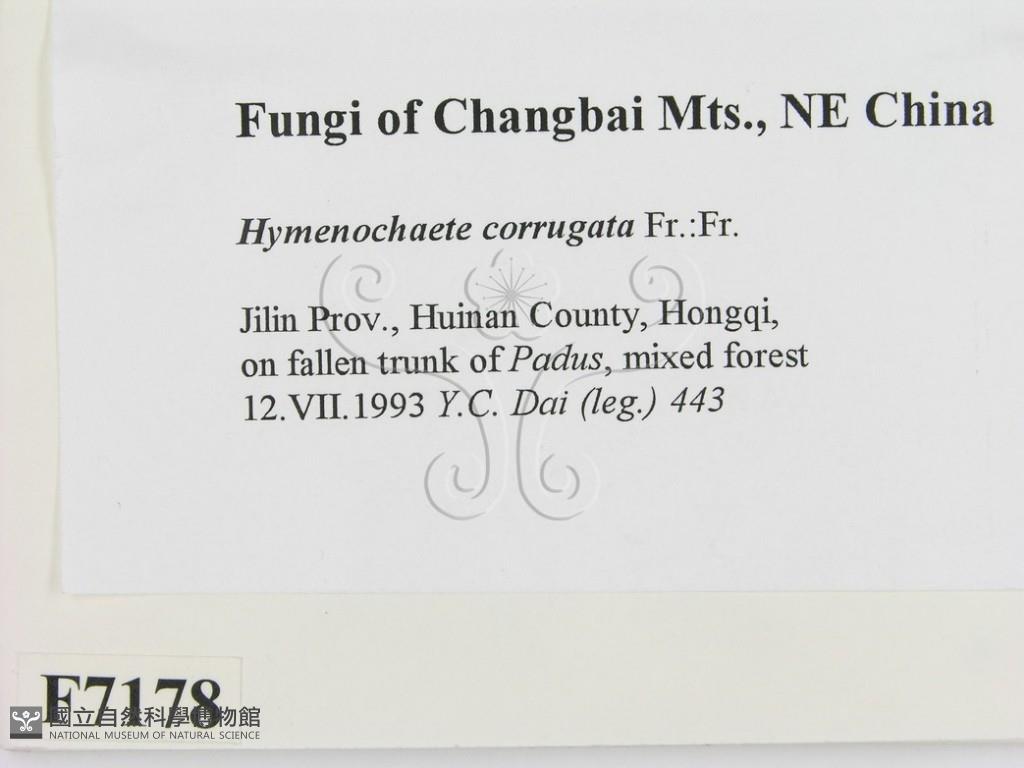 Fungi of Changbai Mts., NE China
Hymenochaete corrugata Fr.:Fr.
Jilin Prov., Huinan County, Hongqi,
on fallen trunk of Padus, mixed forest
12.VII.1993 Y.C. Dai (leg.) 443
F7178
國立自然科學博物館
NATIONAL MUSEUM OF NATURAL SCIENCE